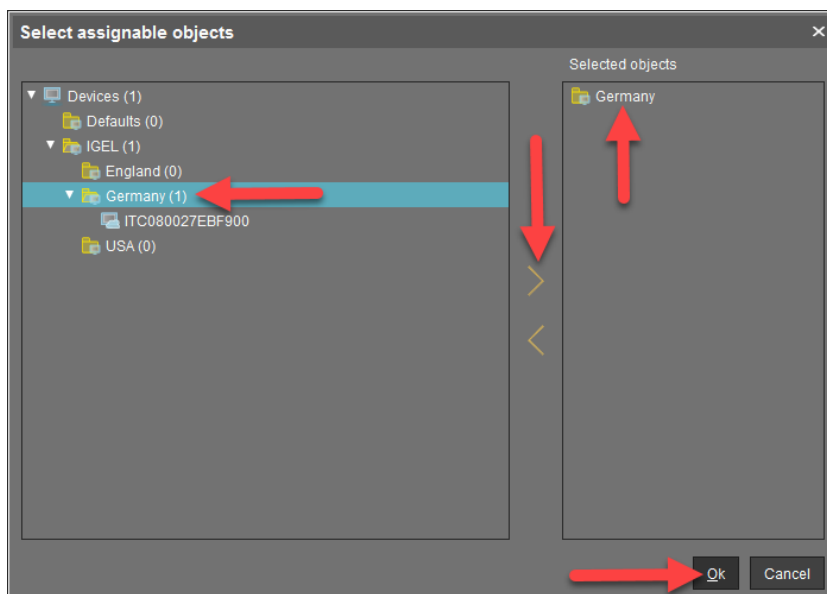 Select assignable objects
Selected objects
Devices (1)
Defaults (0)
IGEL (1)
England (0)
Germany (1)
ITC080027EBF900
USA (0)
Germany
Ok
Cancel